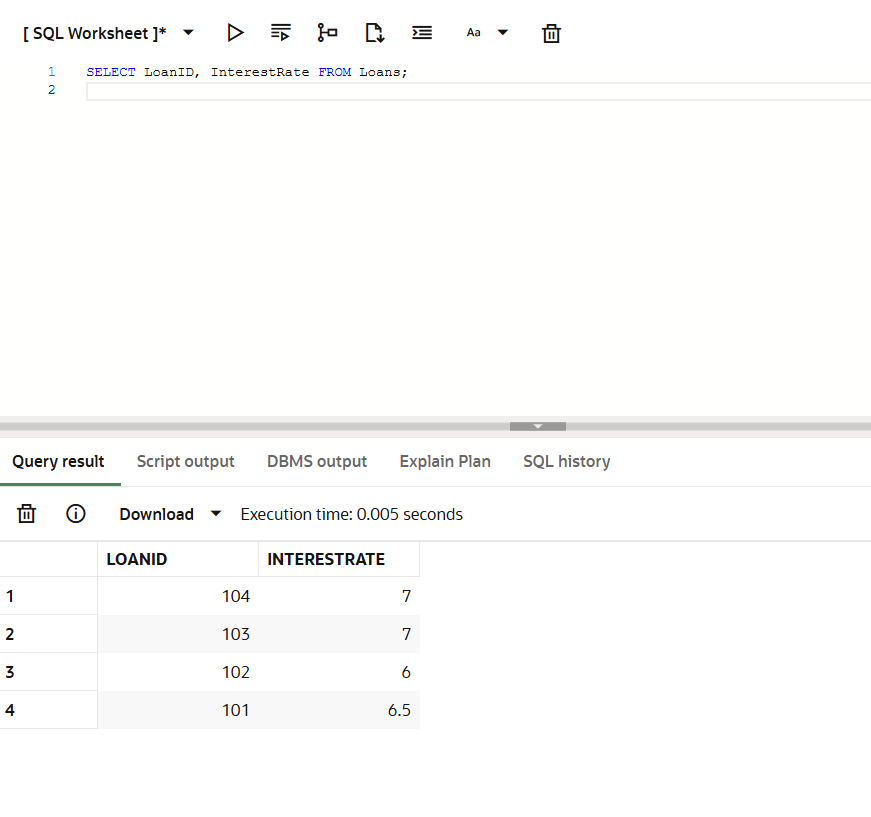 [ SQL Worksheet ]* Aa
1 SELECT LoanID, InterestRate FROM Loans;
2
Query result Script output DBMS output Explain Plan SQL history
Download Execution time: 0.005 seconds
LOANID INTERESTRATE
1 104 7
2 103 7
3 102 6
4 101 6.5